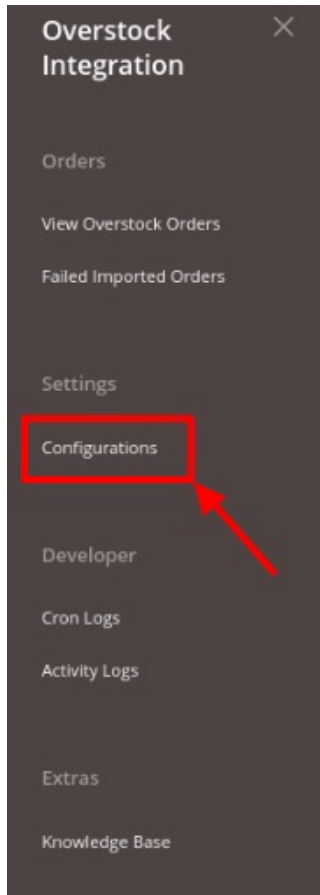 Overstock
Integration
Orders
View Overstock Orders
Failed Imported Orders
Settings
Configurations
Developer
Cron Logs
Activity Logs
Extras
Knowledge Base